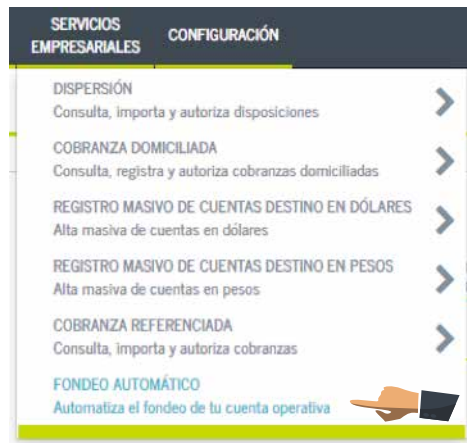 SERVICIOS
EMPRESARIALES
CONFIGURACIÓN
DISPERSIÓN
Consulta, importa y autoriza disposiciones
COBRANZA DOMICILIADA
Consulta, registra y autoriza cobranzas domiciliadas
REGISTRO MASIVO DE CUENTAS DESTINO EN DÓLARES
Alta masiva de cuentas en dólares
REGISTRO MASIVO DE CUENTAS DESTINO EN PESOS
Alta masiva de cuentas en pesos
COBRANZA REFERENCIADA
Consulta, importa y autoriza cobranzas
FONDEO AUTOMÁTICO
Automatiza el fondeo de tu cuenta operativa